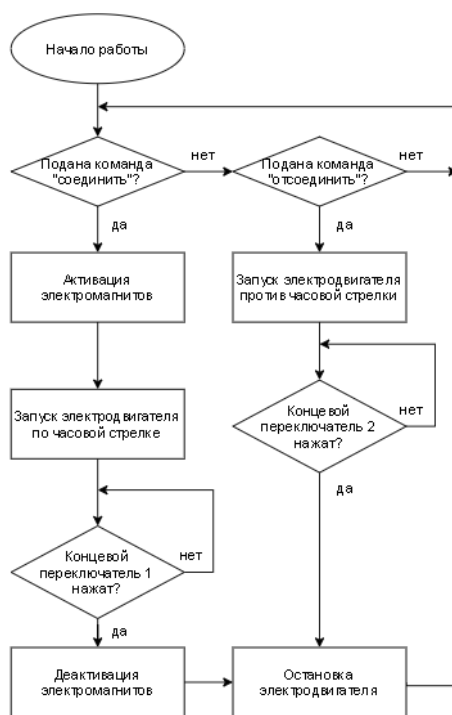 Начало работы
Подана команда
"соединить"?
нет
Подана команда
"отсоединить"?
нет
да
да
Активация
электромагнитов
Запуск электродвигателя
против часовой стрелки
Запуск электродвигателя
по часовой стрелке
Концевой
переключатель 2
нажат?
нет
да
Концевой
переключатель 1
нажат?
нет
да
Деактивация
электромагнитов
Остановка
электродвигателя